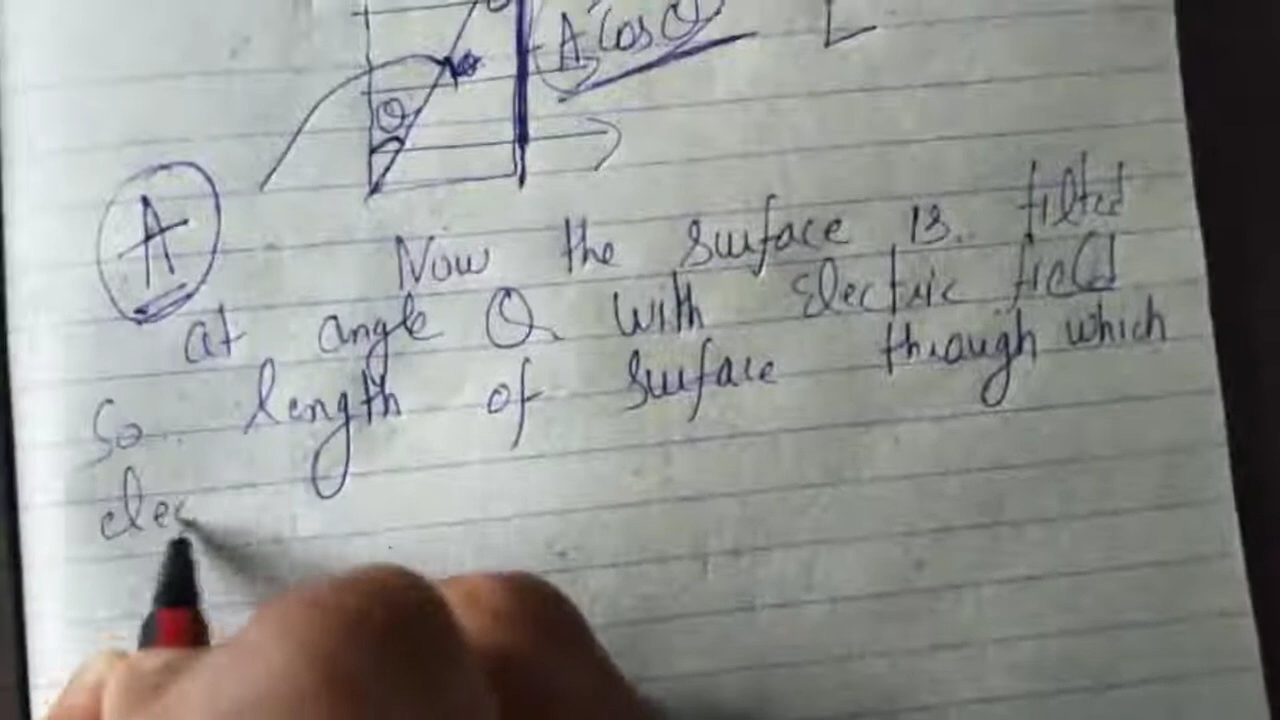 A cos θ
L
θ
A
Now the surface is tilted
at angle θ with Electric field
So length of surface through which
elec